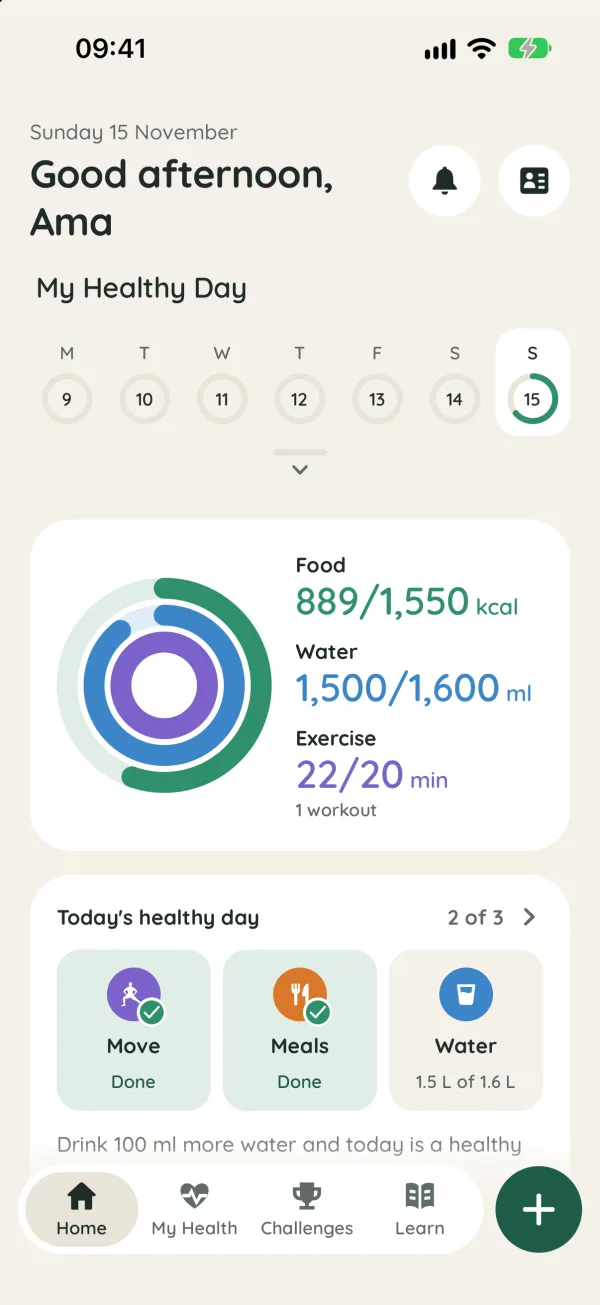 09:41
Sunday 15 November
Good afternoon,
Ama
My Healthy Day
M T W T F S S
9 10 11 12 13 14 15
Food
889/1,550 kcal
Water
1,500/1,600 ml
Exercise
22/20 min
1 workout
Today's healthy day 2 of 3
Move Meals Water
Done Done 1.5 L of 1.6 L
Drink 100 ml more water and today is a healthy
Home My Health Challenges Learn